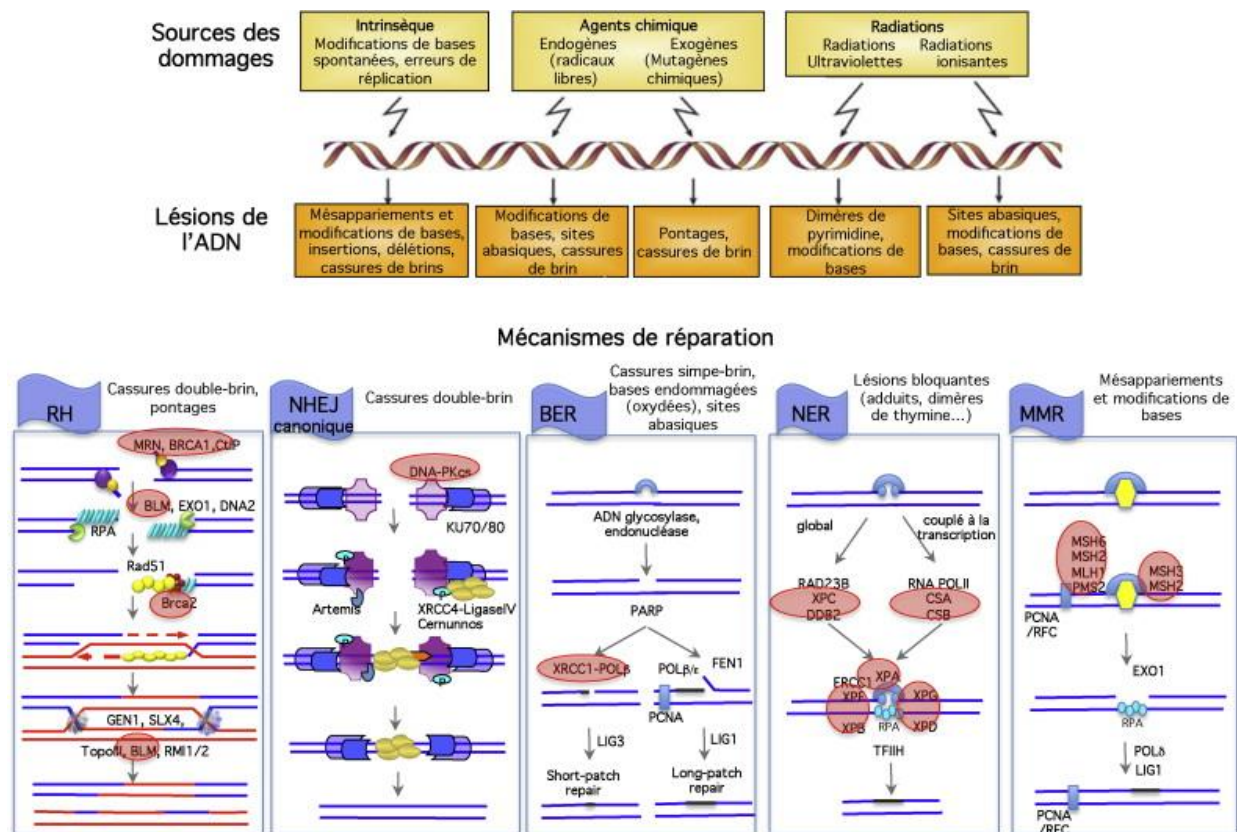 Sources des
dommages
Intrinsèque
Modifications de bases
spontanées, erreurs de
réplication
Agents chimique
Endogènes Exogènes
(radicaux (Mutagènes
libres) chimiques)
Radiations
Radiations Radiations
Ultraviolettes ionisantes
Lésions de
l'ADN
Mésappariements et
modifications de bases,
insertions, délétions,
cassures de brins
Modifications de
bases, sites
abasiques, cassures
de brin
Pontages,
cassures de brin
Dimères de
pyrimidine,
modifications de
bases
Sites abasiques,
modifications de
bases, cassures de
brin
Mécanismes de réparation
RH
Cassures double-brin,
pontages
MRN, BRCA1,CtIP
BLM, EXO1, DNA2
RPA
Rad51
Brca2
GEN1, SLX4,
TopoIII, BLM, RMI1/2
NHEJ
canonique
Cassures double-brin
DNA-PKcs
KU70/80
Artemis
XRCC4-LigaseIV
Cernunnos
BER
Cassures simpe-brin,
bases endommagées
(oxydées), sites
abasiques
ADN glycosylase,
endonucléase
PARP
XRCC1-POLβ
POLβ/ε
FEN1
PCNA
LIG3
LIG1
Short-patch
repair
Long-patch
repair
NER
Lésions bloquantes
(adduits, dimères
de thymine...)
global
couplé à la
transcription
RAD23B
XPC
DDB2
RNA POLII
CSA
CSB
ERCC1
XPF
XPA
XPG
XPB
RPA
XPD
TFIIH
MMR
Mésappariements
et modifications de
bases
MSH6
MSH2
MLH1
PMS2
MSH3
MSH2
PCNA
/RFC
EXO1
RPA
POLδ
LIG1
PCNA
/RFC